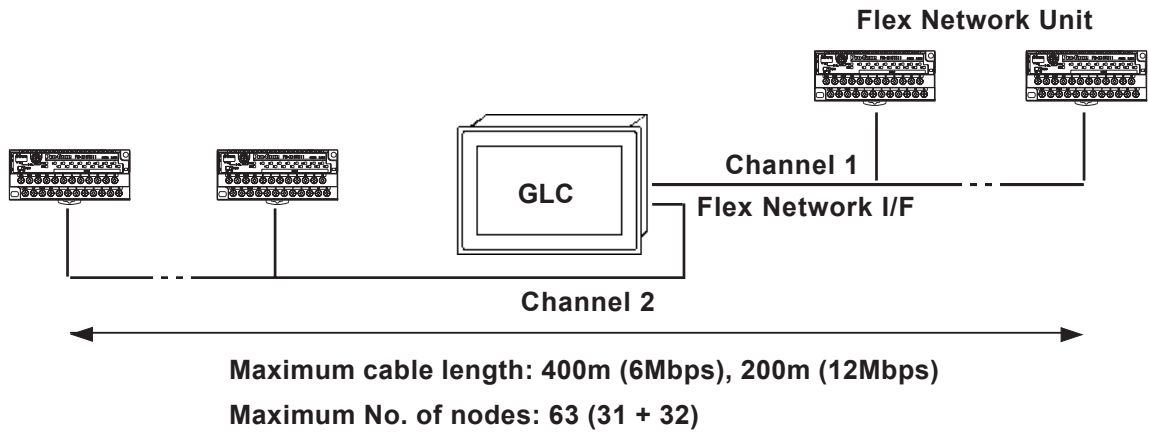 Flex Network Unit
Channel 1
GLC
Flex Network I/F
Channel 2
Maximum cable length: 400m (6Mbps), 200m (12Mbps)
Maximum No. of nodes: 63 (31 + 32)